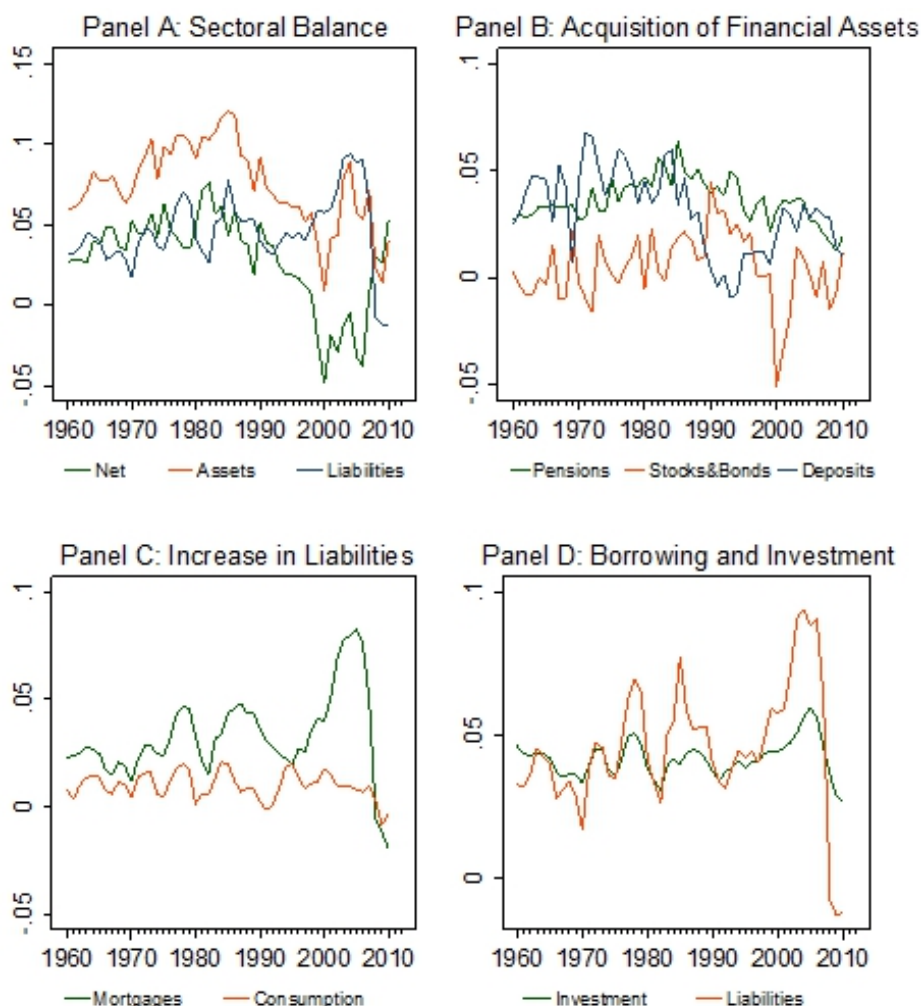 Panel A: Sectoral Balance
.15
.1
.05
0
-.05
1960 1970 1980 1990 2000 2010
Net Assets Liabilities
Panel B: Acquisition of Financial Assets
.1
.05
0
-.05
1960 1970 1980 1990 2000 2010
Pensions Stocks&Bonds Deposits
Panel C: Increase in Liabilities
.1
.05
0
-.05
1960 1970 1980 1990 2000 2010
Mortgages Consumption
Panel D: Borrowing and Investment
.1
.05
0
1960 1970 1980 1990 2000 2010
Investment Liabilities